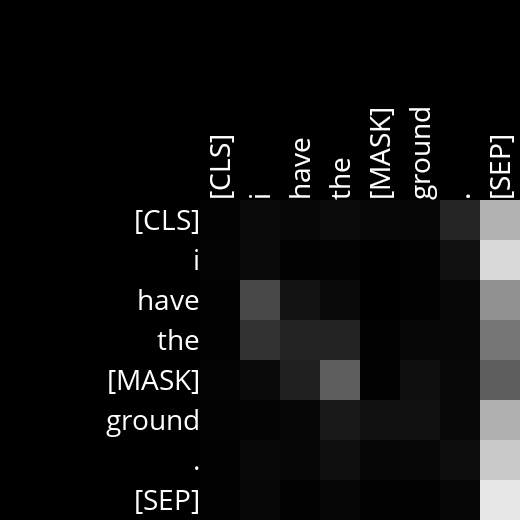 [CLS] i have the [MASK] ground . [SEP]
[CLS]
i
have
the
[MASK]
ground
.
[SEP]